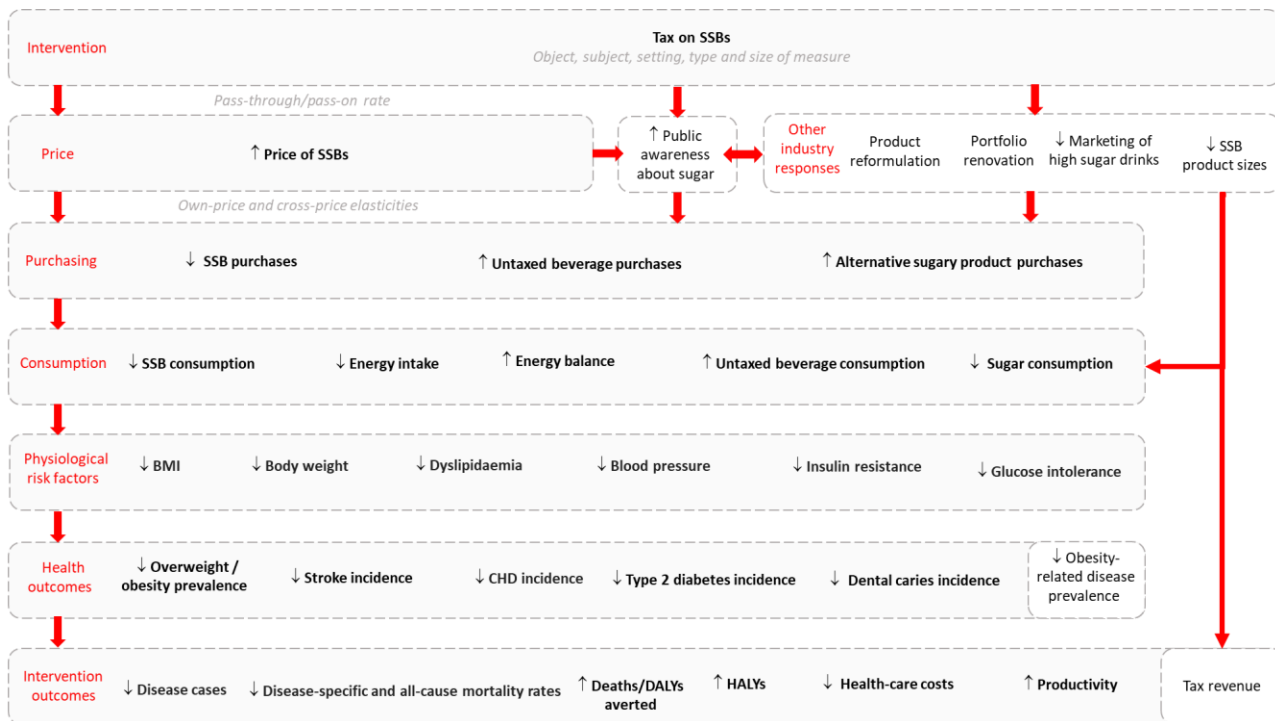 Intervention
Tax on SSBs
Object, subject, setting, type and size of measure
Pass-through/pass-on rate
Price
↑ Price of SSBs
↑ Public
awareness
about sugar
Other
industry
responses
Product
reformulation
Portfolio
renovation
↓ Marketing of
high sugar drinks
↓ SSB
product sizes
Own-price and cross-price elasticities
Purchasing
↓ SSB purchases
↑ Untaxed beverage purchases
↑ Alternative sugary product purchases
Consumption
↓ SSB consumption
↓ Energy intake
↑ Energy balance
↑ Untaxed beverage consumption
↓ Sugar consumption
Physiological
risk factors
↓ BMI
↓ Body weight
↓ Dyslipidaemia
↓ Blood pressure
↓ Insulin resistance
↓ Glucose intolerance
Health
outcomes
↓ Overweight /
obesity prevalence
↓ Stroke incidence
↓ CHD incidence
↓ Type 2 diabetes incidence
↓ Dental caries incidence
↓ Obesity-
related disease
prevalence
Intervention
outcomes
↓ Disease cases
↓ Disease-specific and all-cause mortality rates
↑ Deaths/DALYs
averted
↑ HALYs
↓ Health-care costs
↑ Productivity
Tax revenue